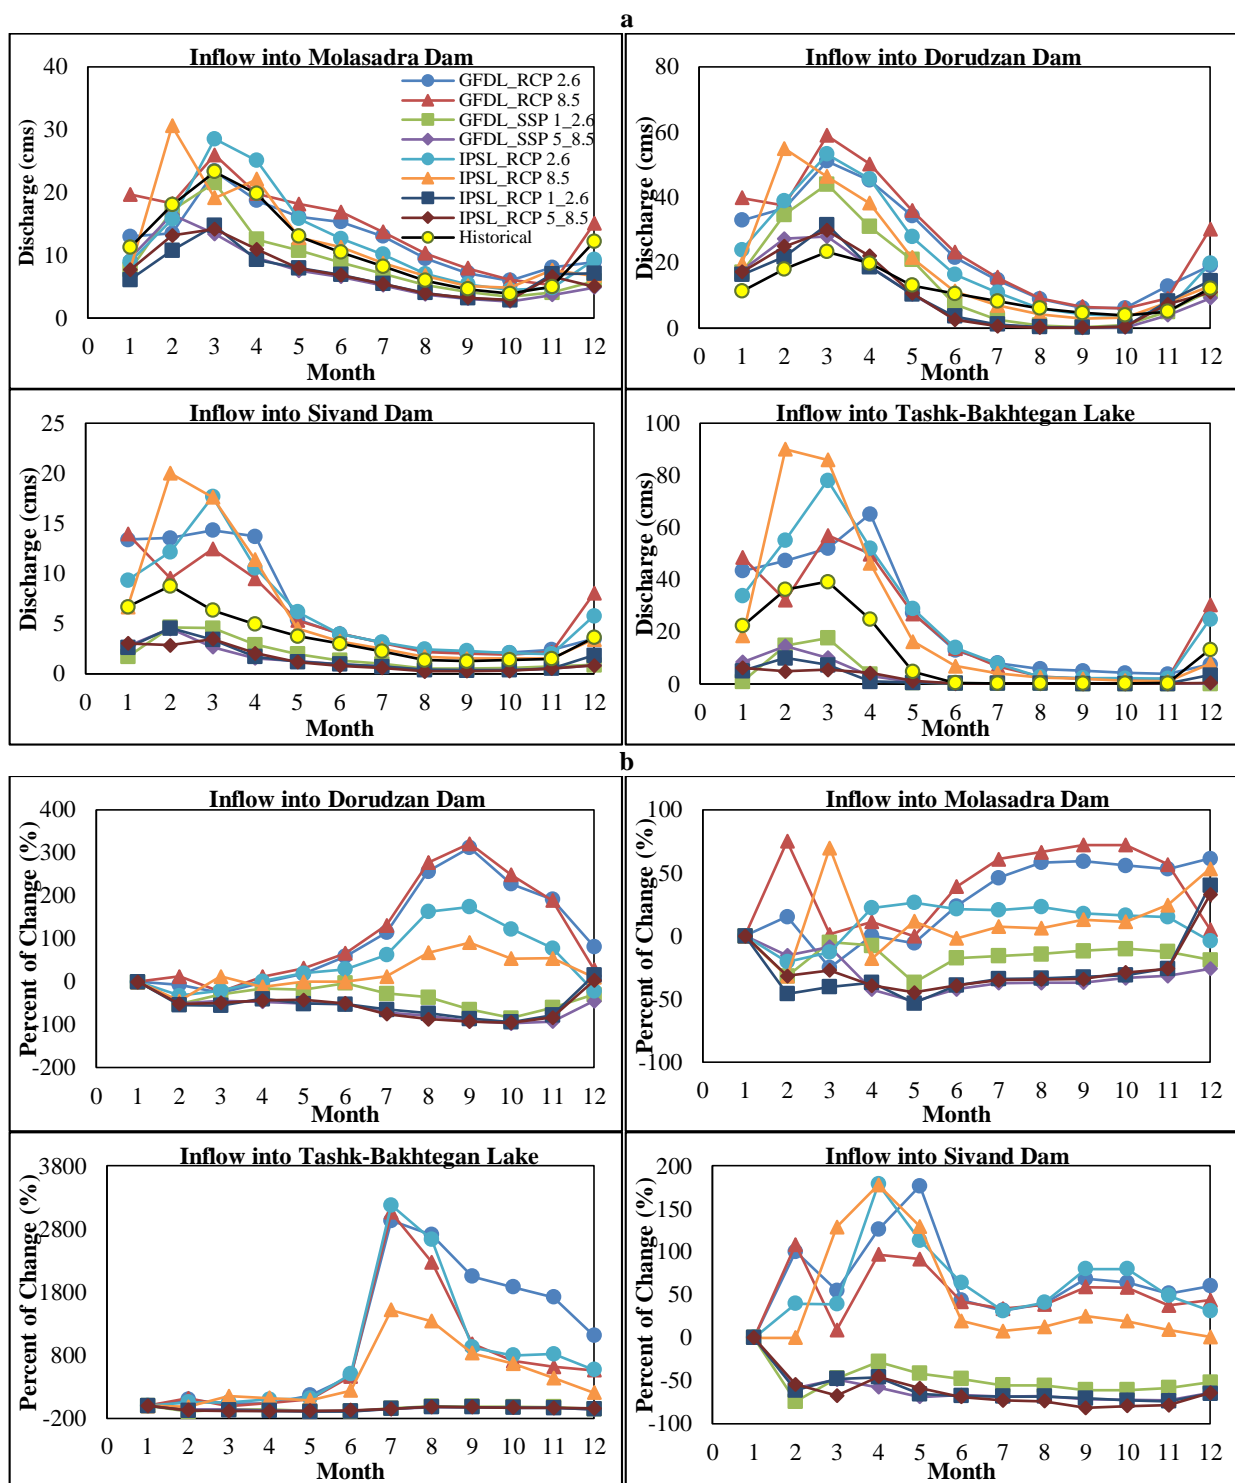 a
Inflow into Molasadra Dam
Discharge (cms)
40
30
20
10
0
0 1 2 3 4 5 6 7 8 9 10 11 12
Month
GFDL_RCP 2.6
GFDL_RCP 8.5
GFDL_SSP 1_2.6
GFDL_SSP 5_8.5
IPSL_RCP 2.6
IPSL_RCP 8.5
IPSL_RCP 1_2.6
IPSL_RCP 5_8.5
Historical
Inflow into Dorudzan Dam
Discharge (cms)
80
60
40
20
0
0 1 2 3 4 5 6 7 8 9 10 11 12
Month
Inflow into Sivand Dam
Discharge (cms)
25
20
15
10
5
0
0 1 2 3 4 5 6 7 8 9 10 11 12
Month
Inflow into Tashk-Bakhtegan Lake
Discharge (cms)
100
80
60
40
20
0
0 1 2 3 4 5 6 7 8 9 10 11 12
Month
b
Inflow into Dorudzan Dam
Percent of Change (%)
400
300
200
100
0
-100
-200
0 1 2 3 4 5 6 7 8 9 10 11 12
Month
Inflow into Molasadra Dam
Percent of Change (%)
100
50
0
-50
-100
0 1 2 3 4 5 6 7 8 9 10 11 12
Month
Inflow into Tashk-Bakhtegan Lake
Percent of Change (%)
3800
2800
1800
800
-200
0 1 2 3 4 5 6 7 8 9 10 11 12
Month
Inflow into Sivand Dam
Percent of Change (%)
200
150
100
50
0
-50
-100
0 1 2 3 4 5 6 7 8 9 10 11 12
Month